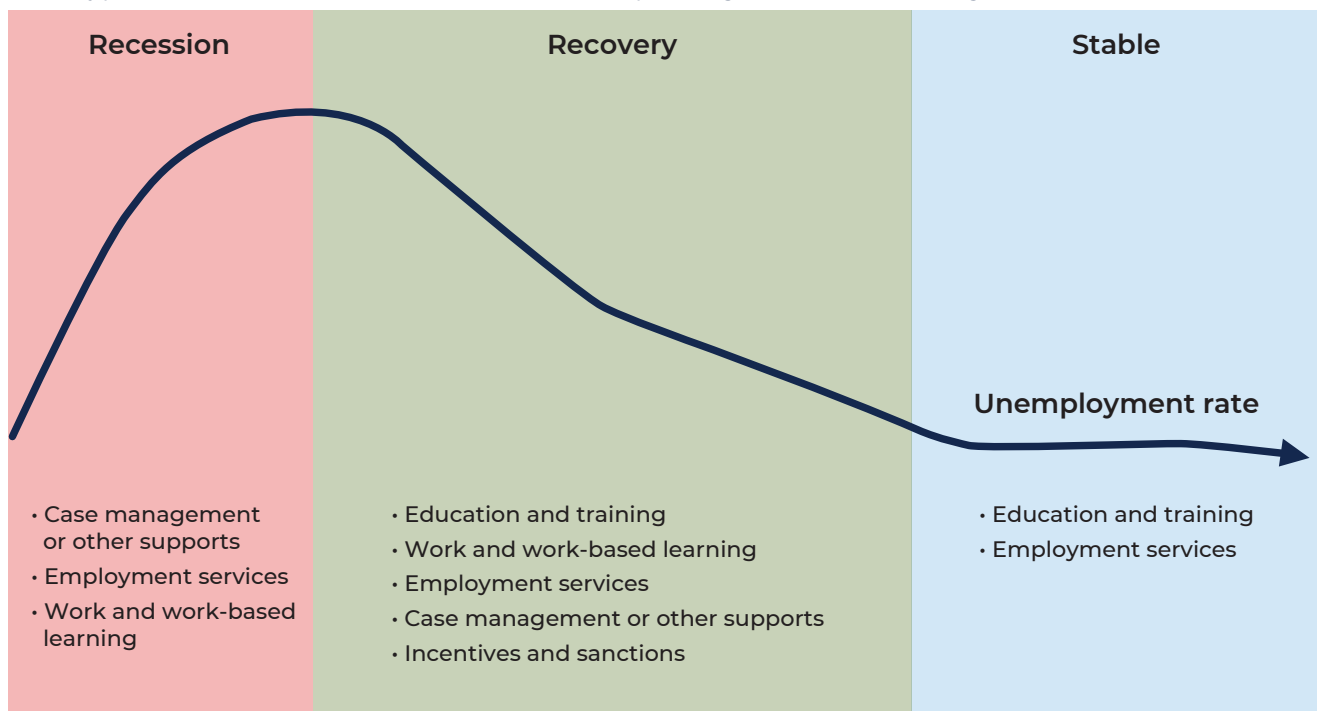 Recession
Recovery
Stable
Unemployment rate
· Case management
or other supports
· Employment services
· Work and work-based
learning
· Education and training
· Work and work-based learning
· Employment services
· Case management or other supports
· Incentives and sanctions
· Education and training
· Employment services